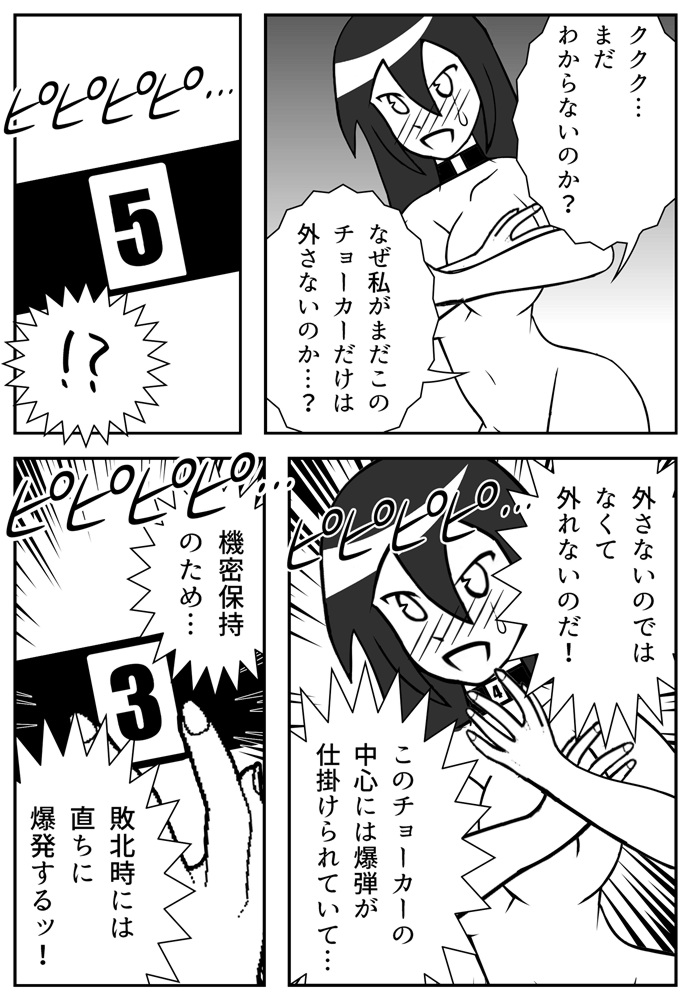 ククク…
まだ
わからないのか？
なぜ私がまだこの
チョーカーだけは
外さないのか…？
ピピピピ…
5
！？
外さないのでは
なくて
外れないのだ！
ピピピピ…
4
このチョーカーの
中心には爆弾が
仕掛けられていて…
ピピピピ…
機密保持
のため…
3
敗北時には
直ちに
爆発するッ！